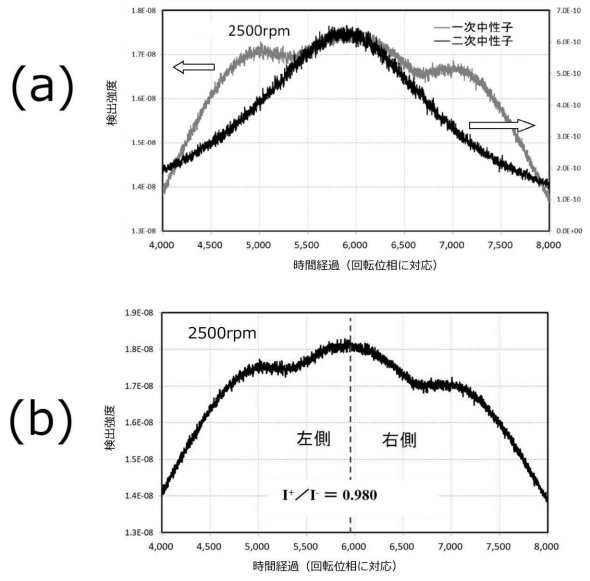 (a)
2500rpm
一次中性子
二次中性子
検出強度
1.8E-08
1.7E-08
1.6E-08
1.5E-08
1.4E-08
1.3E-08
7.0E-10
6.0E-10
5.0E-10
4.0E-10
3.0E-10
2.0E-10
1.0E-10
0.0E+00
4,000 4,500 5,000 5,500 6,000 6,500 7,000 7,500 8,000
時間経過（回転位相に対応）
(b)
2500rpm
検出強度
1.9E-08
1.8E-08
1.7E-08
1.6E-08
1.5E-08
1.4E-08
1.3E-08
左側 右側
I⁺／I⁻ ＝ 0.980
4,000 4,500 5,000 5,500 6,000 6,500 7,000 7,500 8,000
時間経過（回転位相に対応）